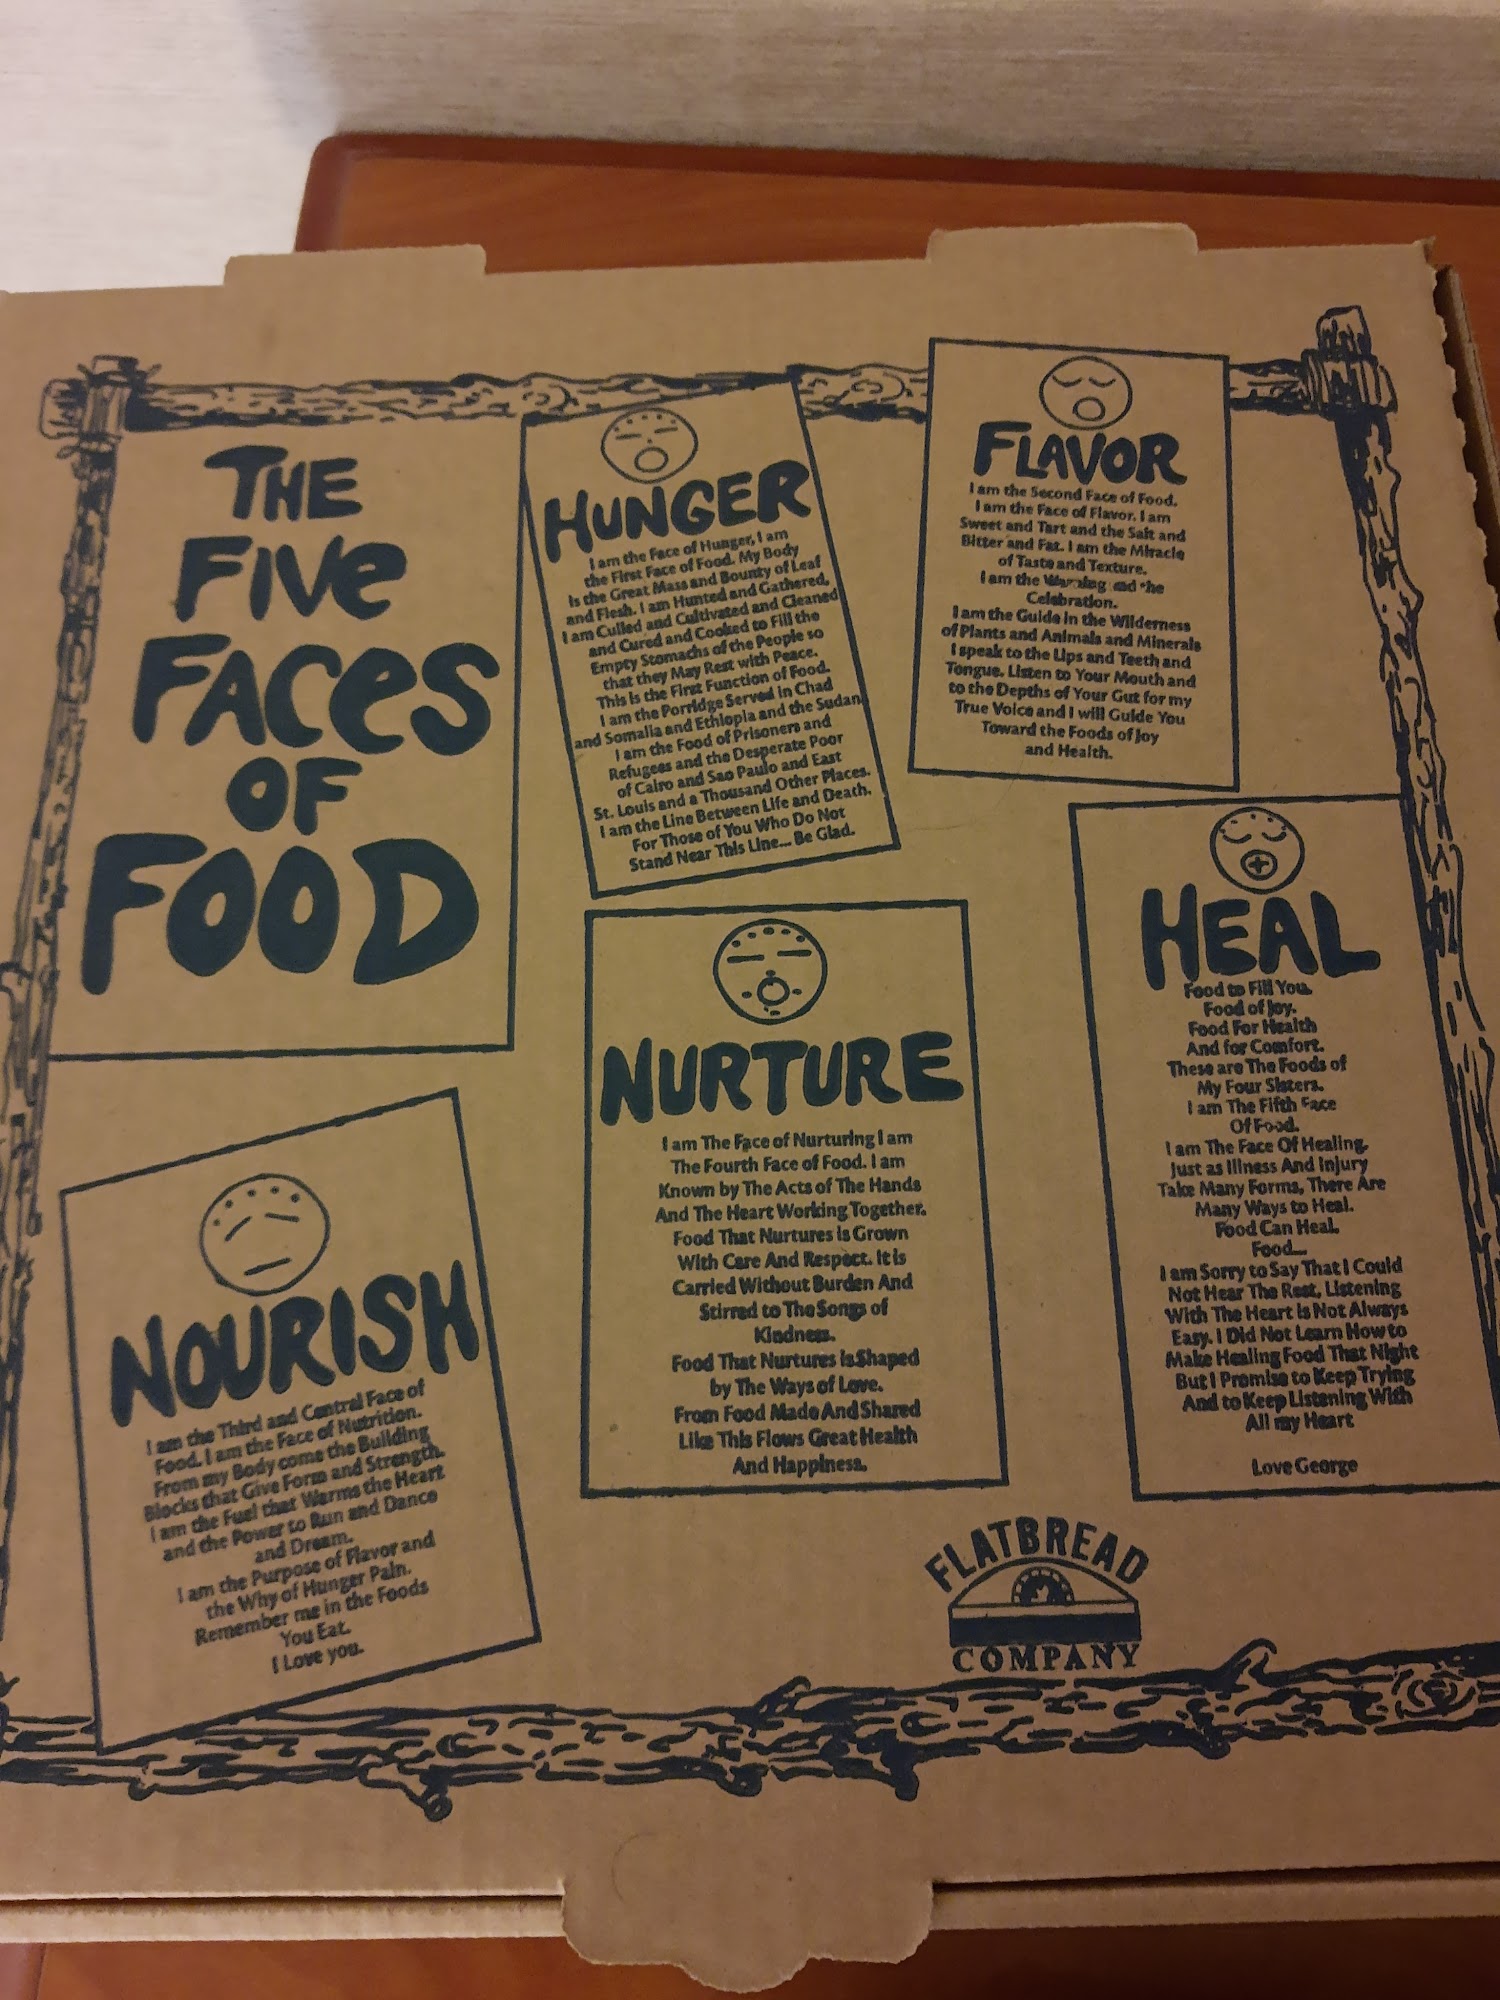 THE
FIVE
FACES
OF
FOOD
HUNGER
I am the Face of Hunger, I am
the First Face of Food. My Body
Is the Great Mass and Bounty of Leaf
and Flesh. I am Hunted and Gathered,
I am Culled and Cultivated and Cleaned
and Cured and Cooked to Fill the
Empty Stomachs of the People so
that they May Rest with Peace.
This Is the First Function of Food.
I am the Porridge Served in Chad
and Somalia and Ethiopia and the Sudan,
I am the Food of Prisoners and
Refugees and the Desperate Poor
of Cairo and Sao Paulo and East
St. Louis and a Thousand Other Places.
I am the Line Between Life and Death.
For Those of You Who Do Not
Stand Near This Line... Be Glad.
FLAVOR
I am the Second Face of Food.
I am the Face of Flavor. I am
Sweet and Tart and the Salt and
Bitter and Fat. I am the Miracle
of Taste and Texture.
I am the Warning and the
Celebration.
I am the Guide in the Wilderness
of Plants and Animals and Minerals
I speak to the Lips and Teeth and
Tongue. Listen to Your Mouth and
to the Depths of Your Gut for my
True Voice and I will Guide You
Toward the Foods of Joy
and Health.
NOURISH
I am the Third and Central Face of
Food. I am the Face of Nutrition.
From my Body come the Building
Blocks that Give Form and Strength.
I am the Fuel that Warms the Heart
and the Power to Run and Dance
and Dream.
I am the Purpose of Flavor and
the Why of Hunger Pain.
Remember me in the Foods
You Eat.
I Love you.
NURTURE
I am The Face of Nurturing I am
The Fourth Face of Food. I am
Known by The Acts of The Hands
And The Heart Working Together.
Food That Nurtures is Grown
With Care And Respect. It is
Carried Without Burden And
Stirred to The Songs of
Kindness.
Food That Nurtures is Shaped
by The Ways of Love.
From Food Made And Shared
Like This Flows Great Health
And Happiness.
HEAL
Food to Fill You.
Food of Joy.
Food For Health
And for Comfort.
These are The Foods of
My Four Sisters.
I am The Fifth Face
Of Food.
I am The Face Of Healing.
Just as Illness And Injury
Take Many Forms, There Are
Many Ways to Heal.
Food Can Heal.
Food...
I am Sorry to Say That I Could
Not Hear The Rest, Listening
With The Heart is Not Always
Easy. I Did Not Learn How to
Make Healing Food That Night
But I Promise to Keep Trying
And to Keep Listening With
All my Heart
Love George
FLATBREAD
COMPANY